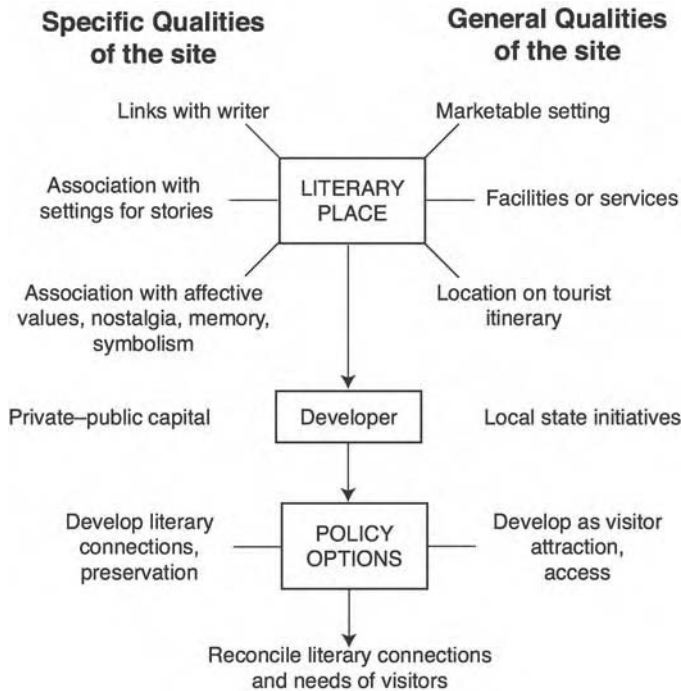 Specific Qualities
of the site
General Qualities
of the site
Links with writer
Marketable setting
Association with
settings for stories
LITERARY
PLACE
Facilities or services
Association with affective
values, nostalgia, memory,
symbolism
Location on tourist
itinerary
Private–public capital
Developer
Local state initiatives
Develop literary
connections,
preservation
POLICY
OPTIONS
Develop as visitor
attraction,
access
Reconcile literary connections
and needs of visitors